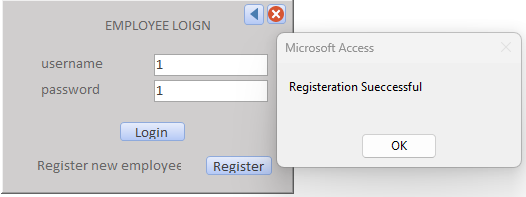 EMPLOYEE LOIGN
username 1
password 1
Login
Register new employee Register
Microsoft Access
Registeration Sueccessful
OK